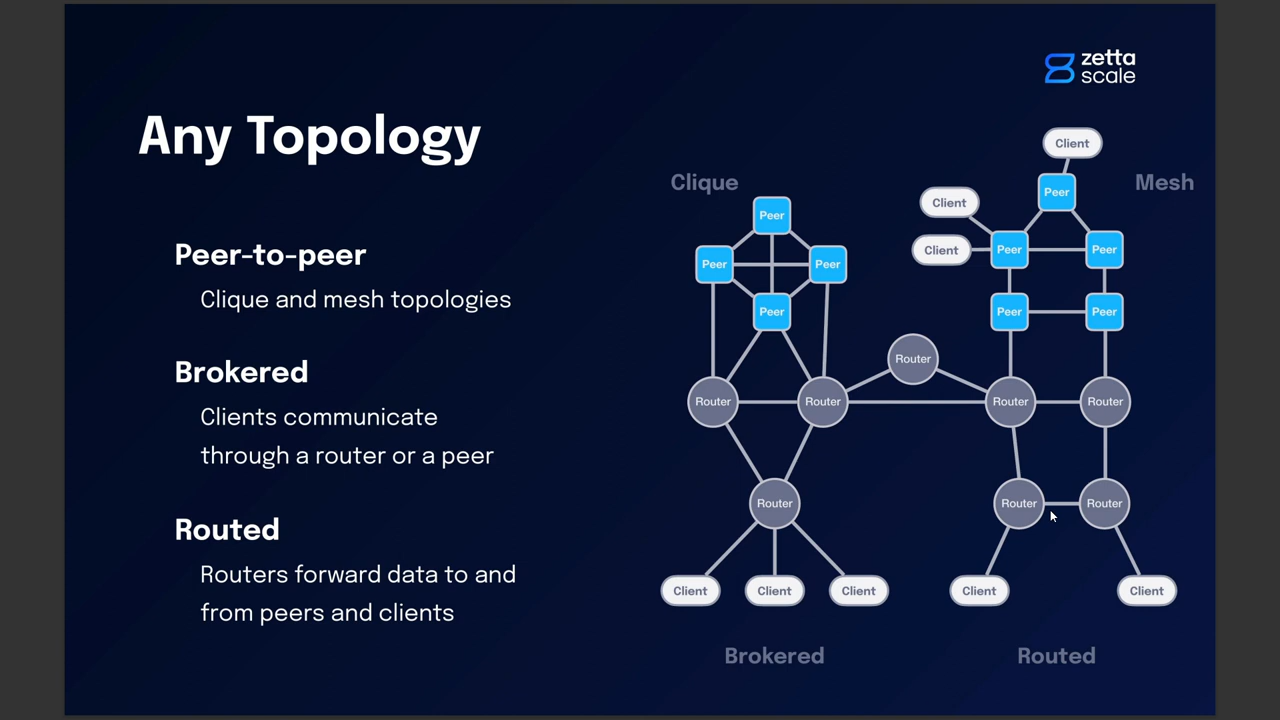 zetta
scale
Any Topology
Peer-to-peer
Clique and mesh topologies
Brokered
Clients communicate
through a router or a peer
Routed
Routers forward data to and
from peers and clients
Clique
Peer
Peer
Peer
Peer
Mesh
Client
Peer
Client
Client
Peer
Peer
Peer
Peer
Router
Router
Router
Router
Router
Router
Router
Router
Client
Client
Client
Client
Client
Brokered
Routed